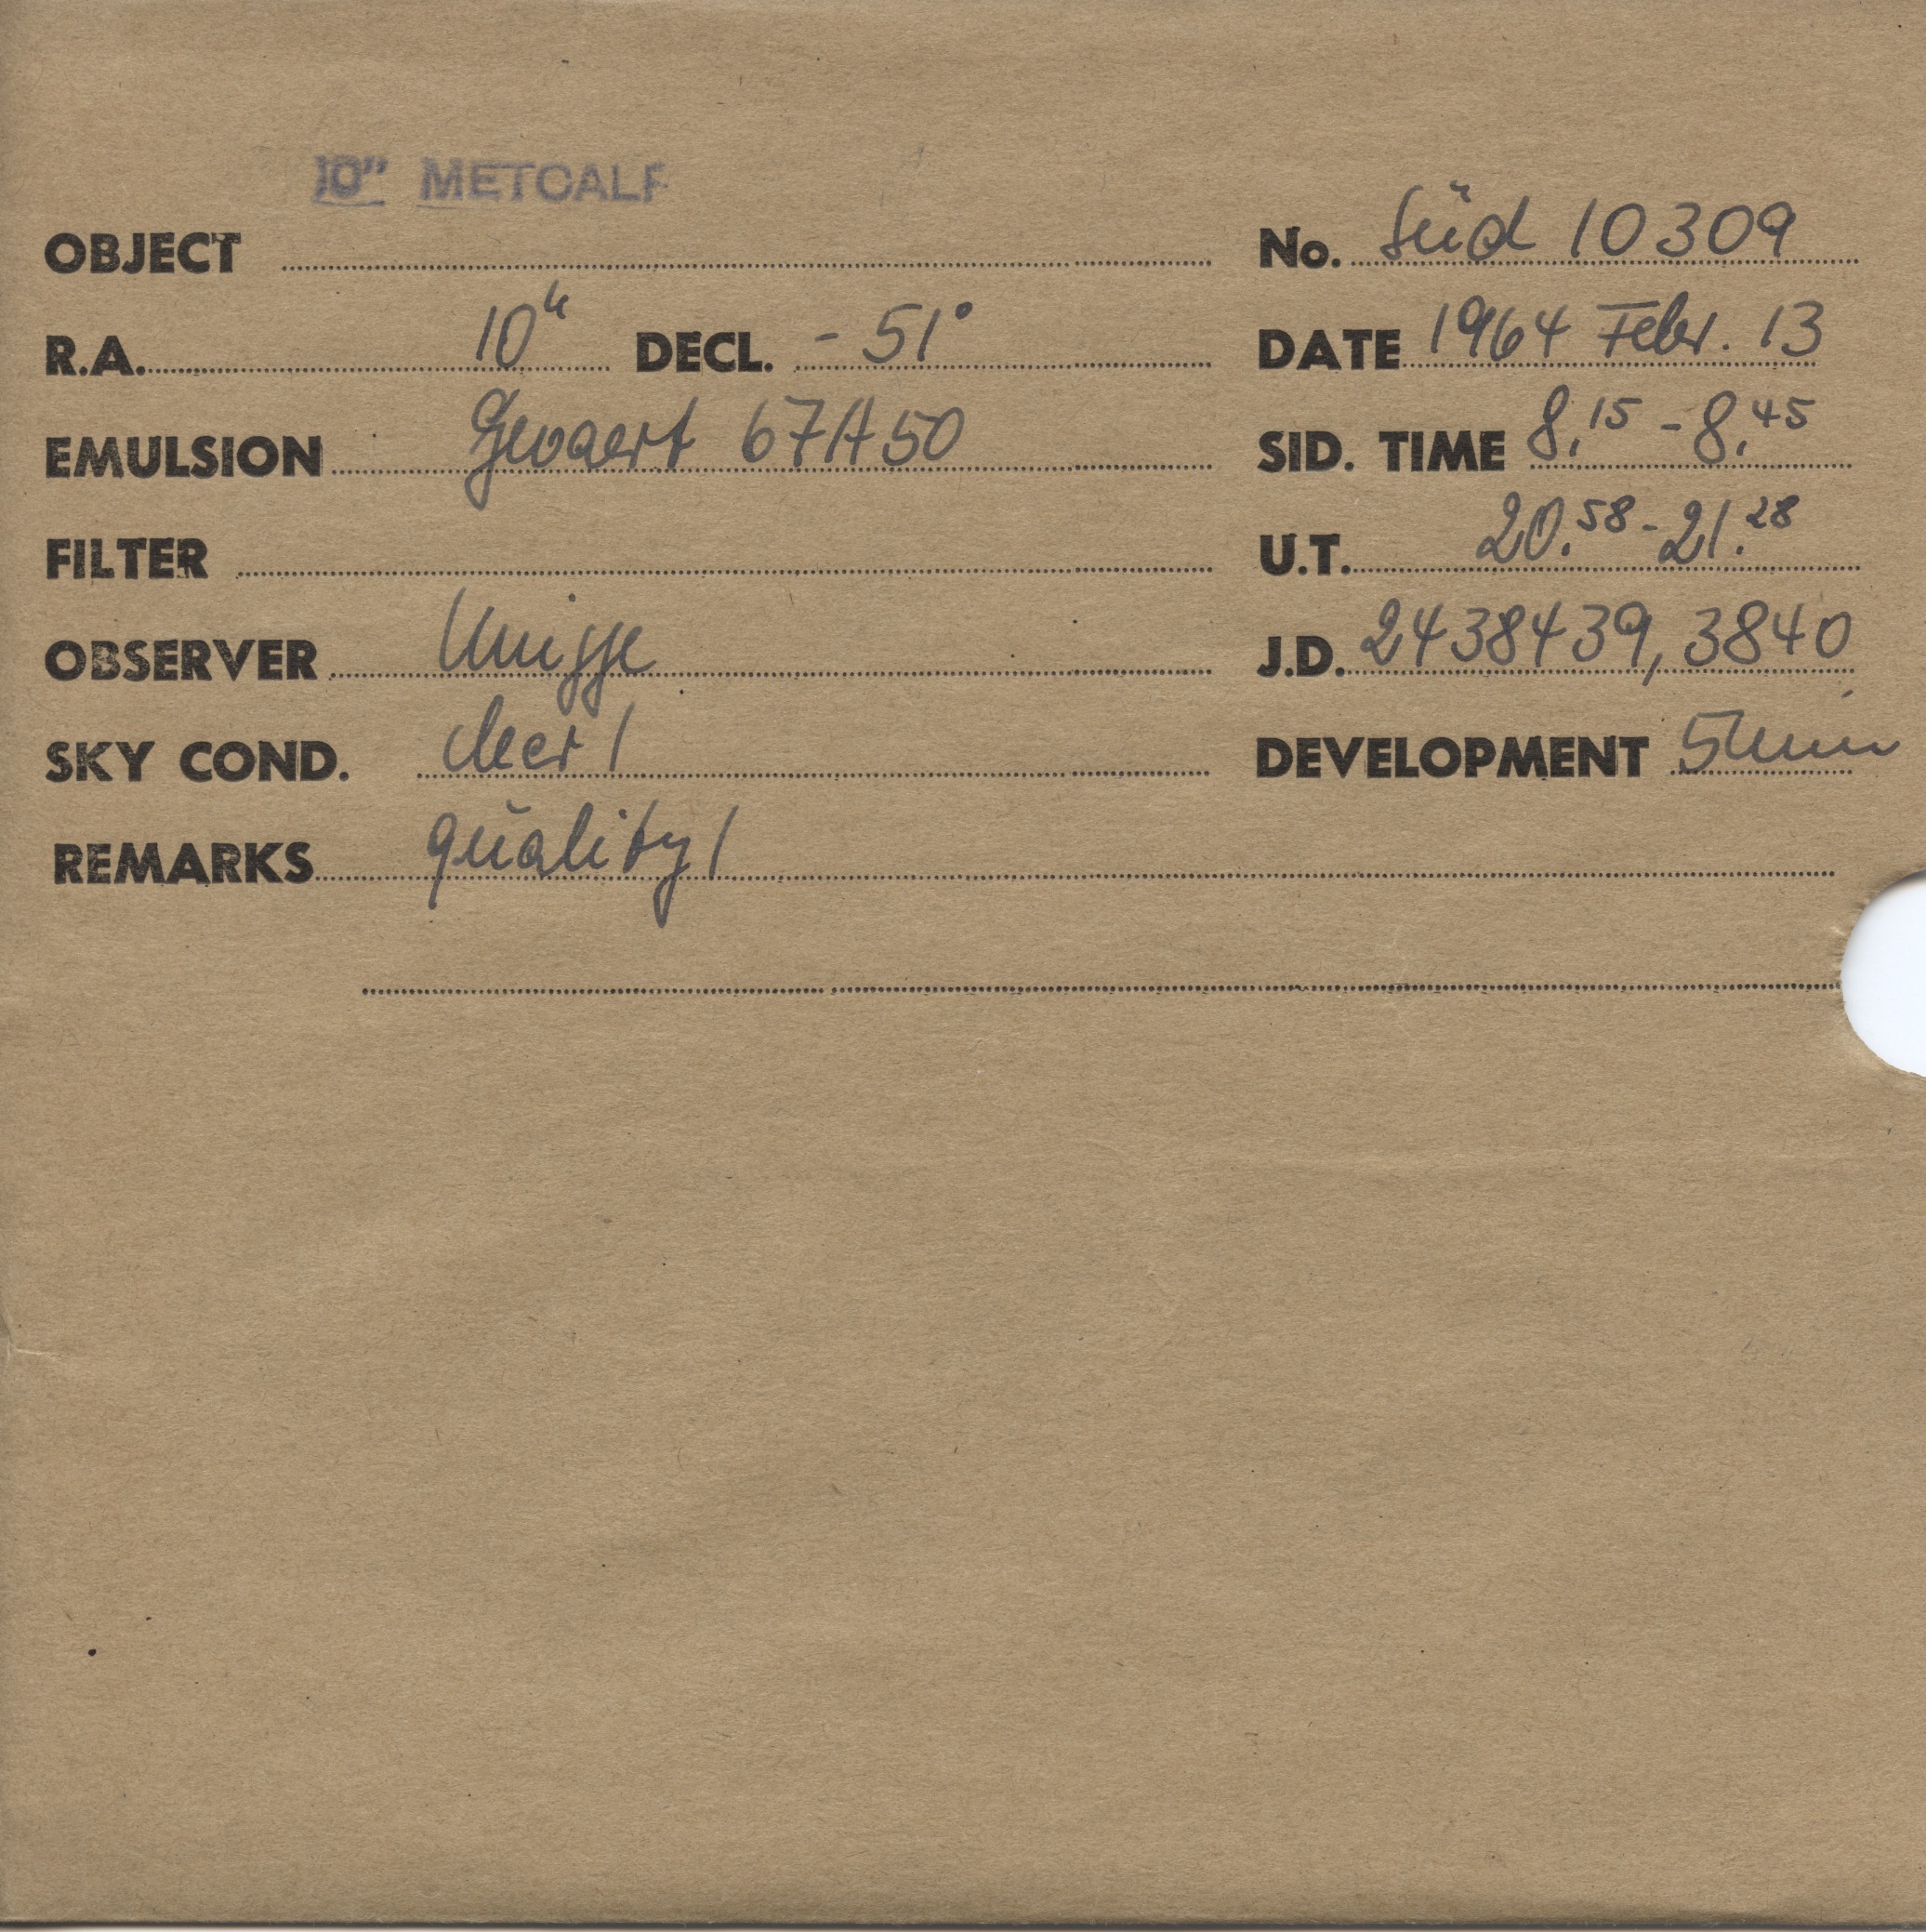 10" METCALF
OBJECT No. Süd 10309
R.A. 10h DECL. - 51° DATE 1964 Febr. 13
EMULSION Gevaert 67A50 SID. TIME 8.15 - 8.45
FILTER U.T. 20.58 - 21.28
OBSERVER J.D. 2438439,3840
SKY COND. cleer 1 DEVELOPMENT 5 min
REMARKS quality 1